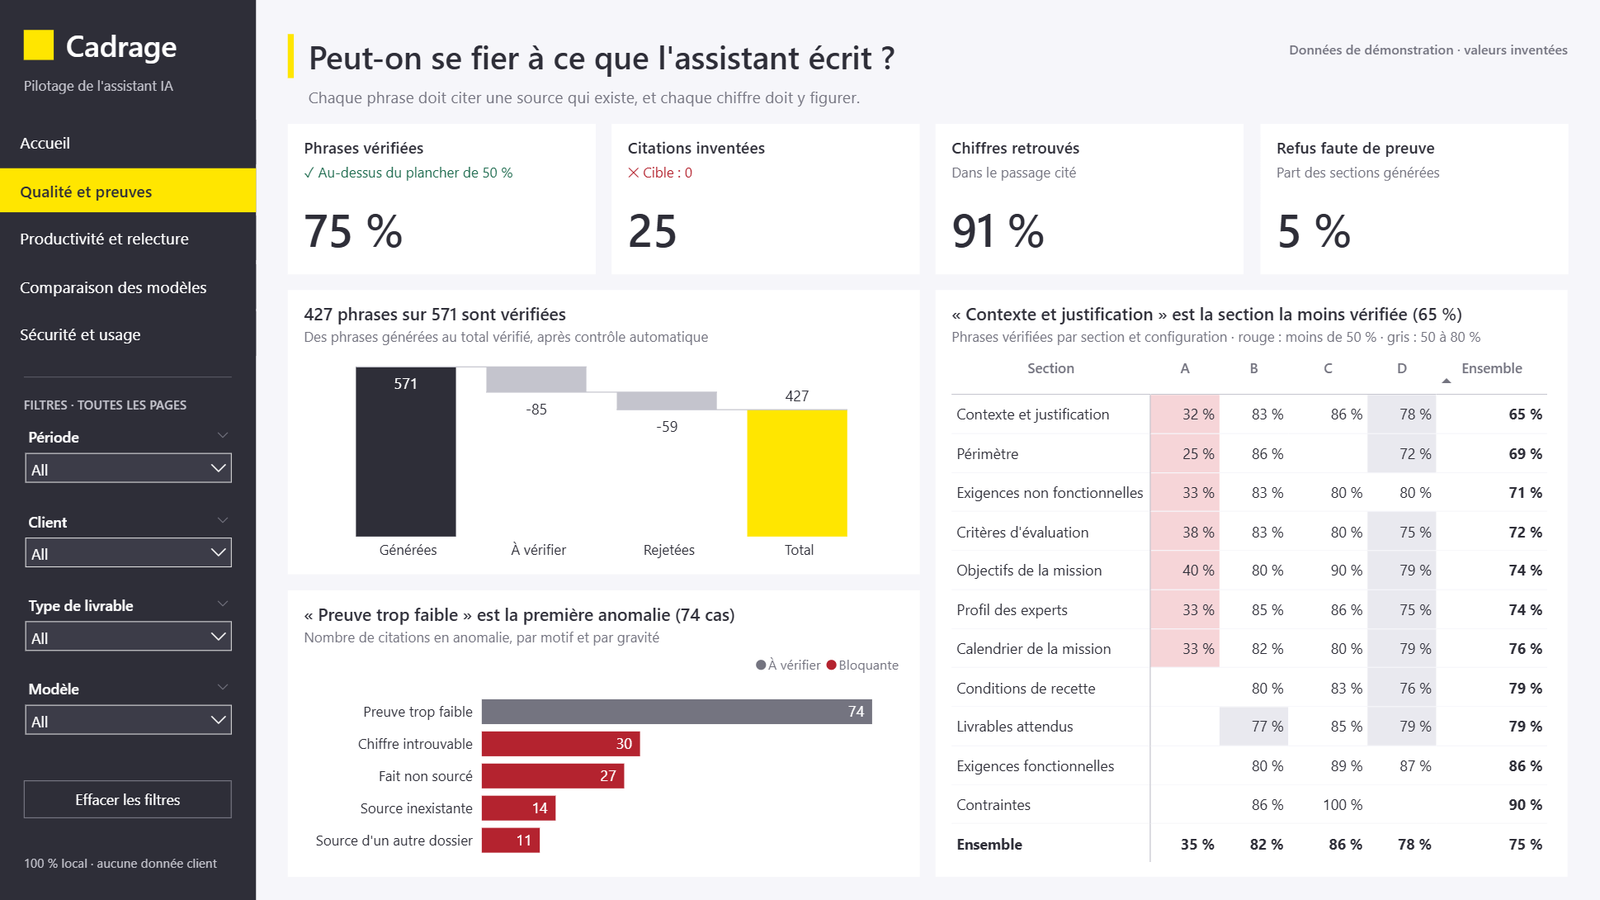 Cadrage
Pilotage de l'assistant IA
Accueil
Qualité et preuves
Productivité et relecture
Comparaison des modèles
Sécurité et usage
FILTRES · TOUTES LES PAGES
Période
All
Client
All
Type de livrable
All
Modèle
All
Effacer les filtres
100 % local · aucune donnée client
Peut-on se fier à ce que l'assistant écrit ?
Chaque phrase doit citer une source qui existe, et chaque chiffre doit y figurer.
Données de démonstration · valeurs inventées
Phrases vérifiées
✓ Au-dessus du plancher de 50 %
75 %
Citations inventées
✕ Cible : 0
25
Chiffres retrouvés
Dans le passage cité
91 %
Refus faute de preuve
Part des sections générées
5 %
427 phrases sur 571 sont vérifiées
Des phrases générées au total vérifié, après contrôle automatique
571
-85
-59
427
Générées À vérifier Rejetées Total
« Preuve trop faible » est la première anomalie (74 cas)
Nombre de citations en anomalie, par motif et par gravité
À vérifier Bloquante
Preuve trop faible 74
Chiffre introuvable 30
Fait non sourcé 27
Source inexistante 14
Source d'un autre dossier 11
« Contexte et justification » est la section la moins vérifiée (65 %)
Phrases vérifiées par section et configuration · rouge : moins de 50 % · gris : 50 à 80 %
Section A B C D Ensemble
Contexte et justification 32 % 83 % 86 % 78 % 65 %
Périmètre 25 % 86 % 72 % 69 %
Exigences non fonctionnelles 33 % 83 % 80 % 80 % 71 %
Critères d'évaluation 38 % 83 % 80 % 75 % 72 %
Objectifs de la mission 40 % 80 % 90 % 79 % 74 %
Profil des experts 33 % 85 % 86 % 75 % 74 %
Calendrier de la mission 33 % 82 % 80 % 79 % 76 %
Conditions de recette 80 % 83 % 76 % 79 %
Livrables attendus 77 % 85 % 79 % 79 %
Exigences fonctionnelles 80 % 89 % 87 % 86 %
Contraintes 86 % 100 % 90 %
Ensemble 35 % 82 % 86 % 78 % 75 %